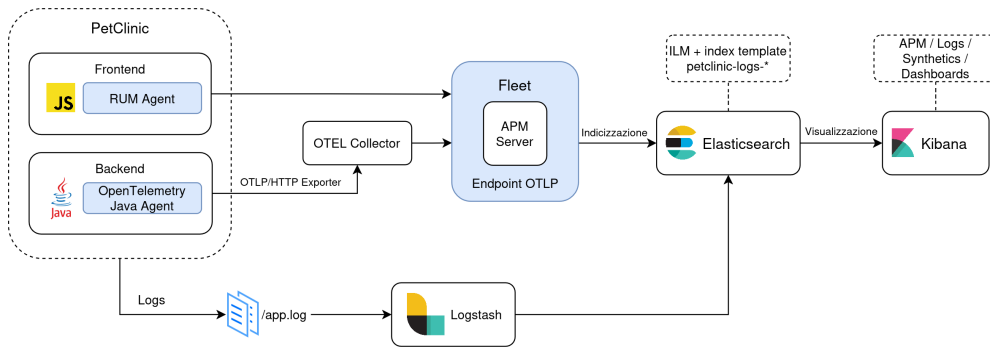 PetClinic
Frontend
JS
RUM Agent
Backend
Java
OpenTelemetry
Java Agent
OTLP/HTTP Exporter
OTEL Collector
Fleet
APM
Server
Endpoint OTLP
Indicizzazione
ILM + index template
petclinic-logs-*
Elasticsearch
Visualizzazione
APM / Logs /
Synthetics /
Dashboards
Kibana
Logs
/app.log
Logstash